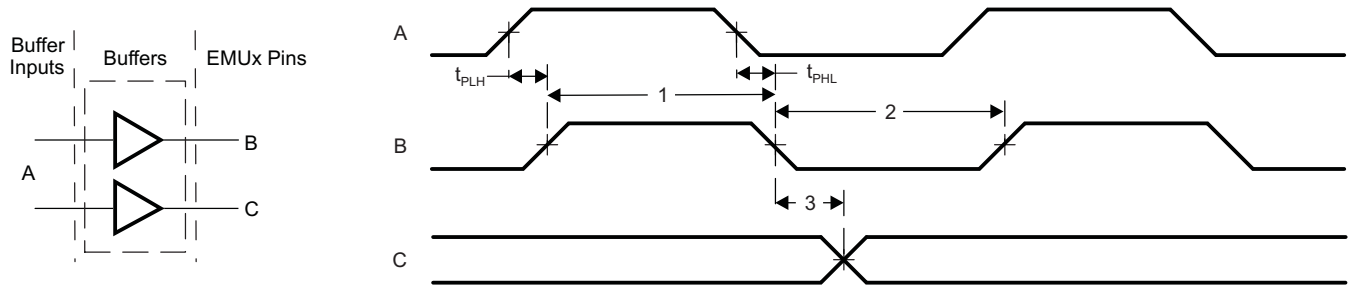 Buffer
Inputs
Buffers
EMUx Pins
A
B
C
A
t PLH
t PHL
1
2
B
3
C